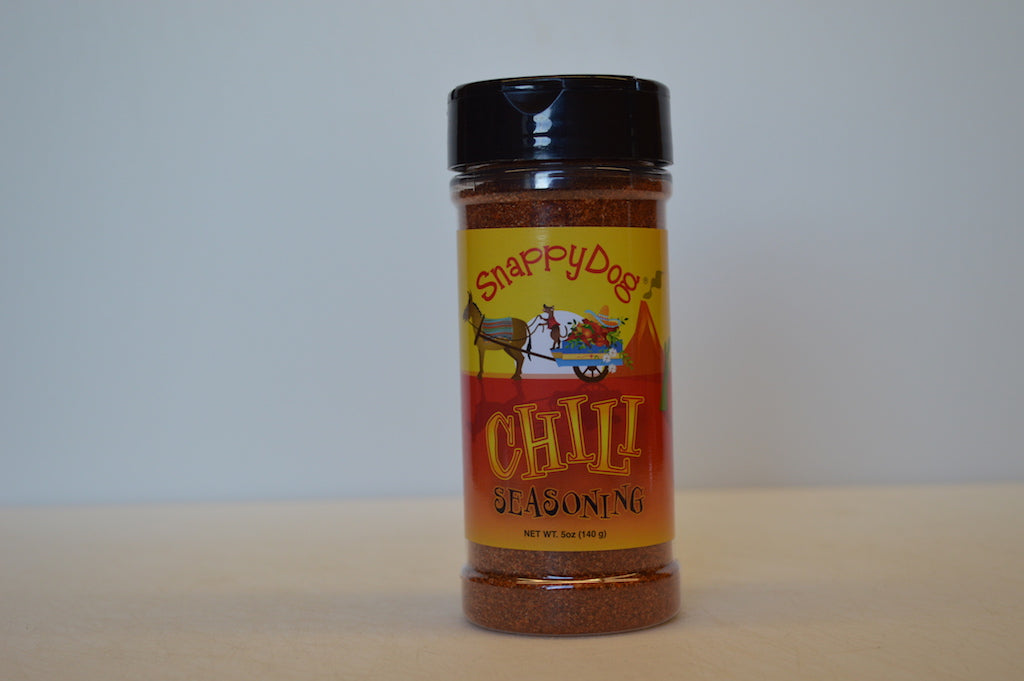 SnappyDog®
CHILI
SEASONING
NET WT. 5oz (140 g)